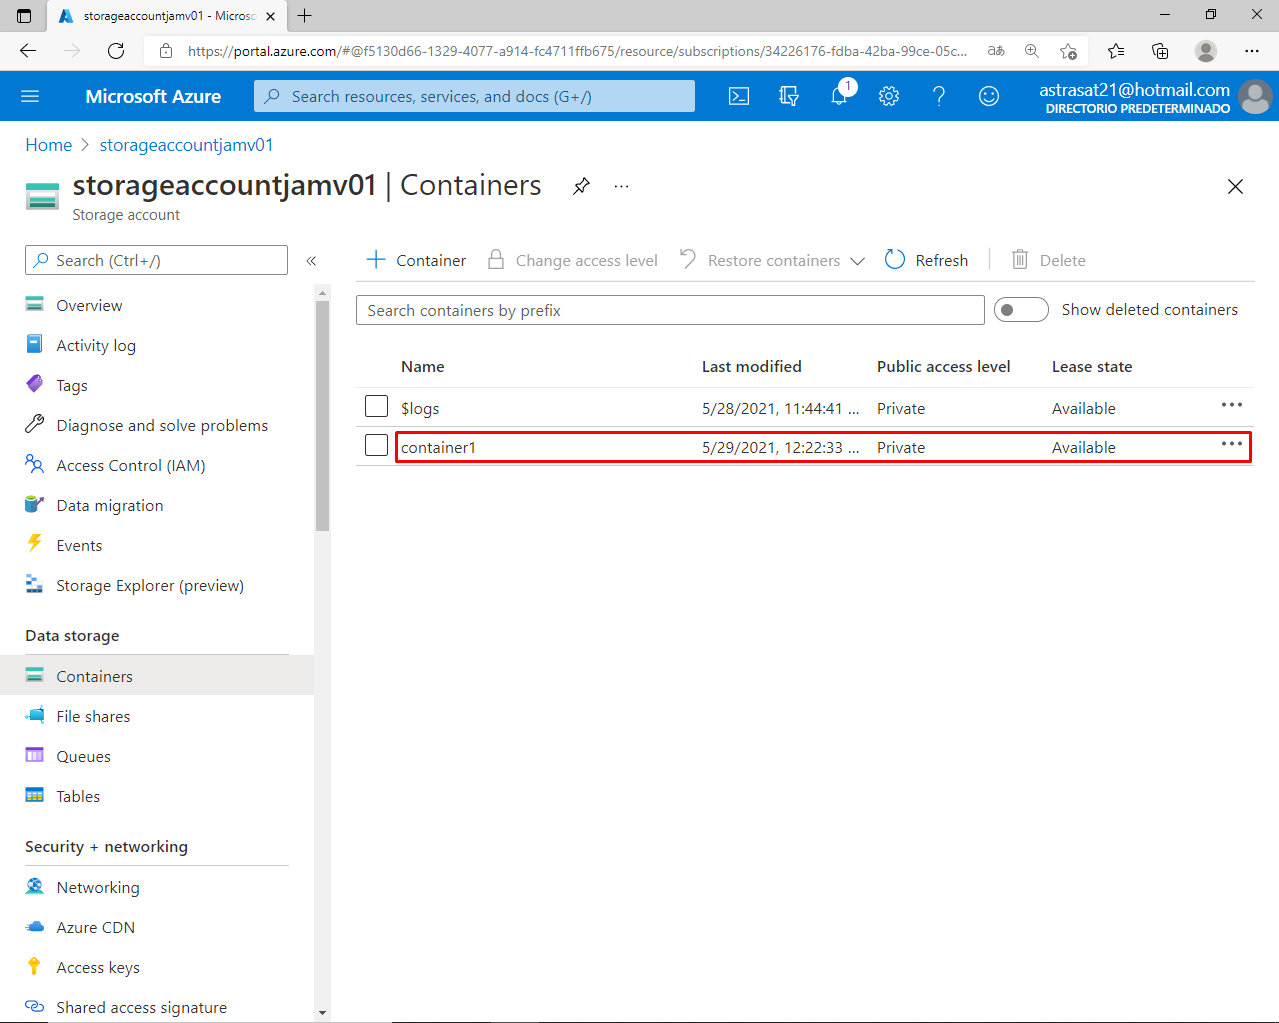 storageaccountjamv01 - Microso
https://portal.azure.com/#@f5130d66-1329-4077-a914-fc4711ffb675/resource/subscriptions/34226176-fdba-42ba-99ce-05c...
Microsoft Azure
Search resources, services, and docs (G+/)
1
astrasat21@hotmail.com
DIRECTORIO PREDETERMINADO
Home > storageaccountjamv01
storageaccountjamv01 | Containers
Storage account
Search (Ctrl+/)
Overview
Activity log
Tags
Diagnose and solve problems
Access Control (IAM)
Data migration
Events
Storage Explorer (preview)
Data storage
Containers
File shares
Queues
Tables
Security + networking
Networking
Azure CDN
Access keys
Shared access signature
Container Change access level Restore containers Refresh Delete
Search containers by prefix
Show deleted containers
Name Last modified Public access level Lease state
$logs 5/28/2021, 11:44:41 ... Private Available
container1 5/29/2021, 12:22:33 ... Private Available